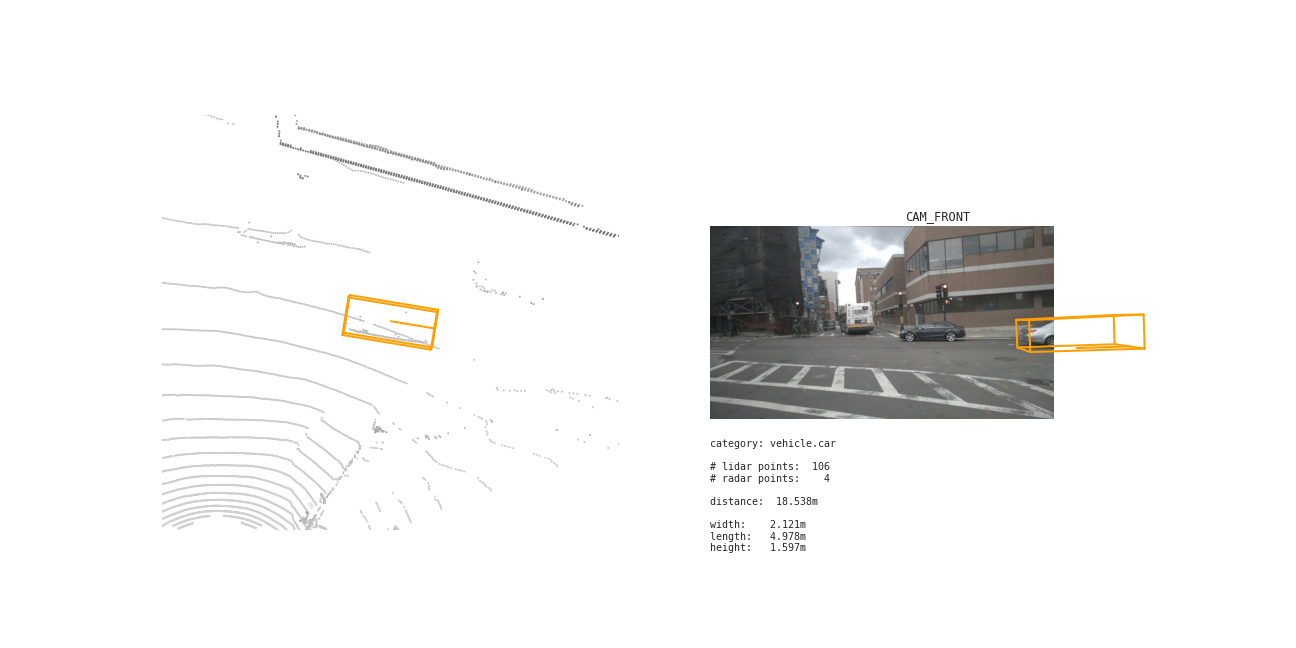 CAM_FRONT
category: vehicle.car
# lidar points:  106
# radar points:    4
distance:  18.538m
width:    2.121m
length:   4.978m
height:   1.597m